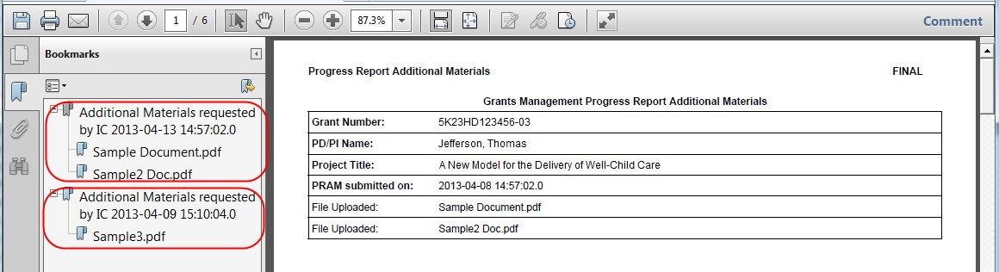 1 / 6
87.3%
Comment
Bookmarks
Additional Materials requested
by IC 2013-04-13 14:57:02.0
Sample Document.pdf
Sample2 Doc.pdf
Additional Materials requested
by IC 2013-04-09 15:10:04.0
Sample3.pdf
Progress Report Additional Materials FINAL
Grants Management Progress Report Additional Materials
Grant Number: 5K23HD123456-03
PD/PI Name: Jefferson, Thomas
Project Title: A New Model for the Delivery of Well-Child Care
PRAM submitted on: 2013-04-08 14:57:02.0
File Uploaded: Sample Document.pdf
File Uploaded: Sample2 Doc.pdf